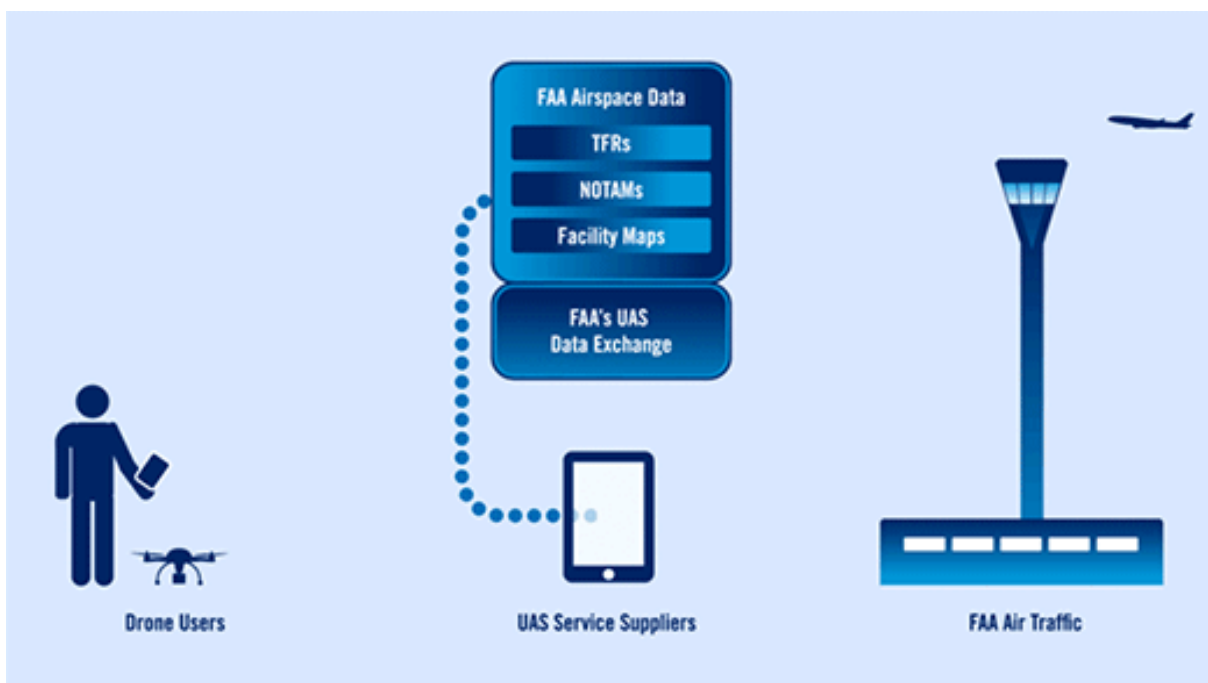 FAA Airspace Data
TFRs
NOTAMs
Facility Maps
FAA's UAS
Data Exchange
Drone Users
UAS Service Suppliers
FAA Air Traffic